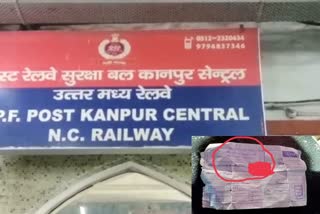 0512-2320434
9794837346
स्ट रेलवे सुरक्षा बल कानपुर सेन्ट्रल
उत्तर मध्य रेलवे
P.F. POST KANPUR CENTRAL
N.C. RAILWAY